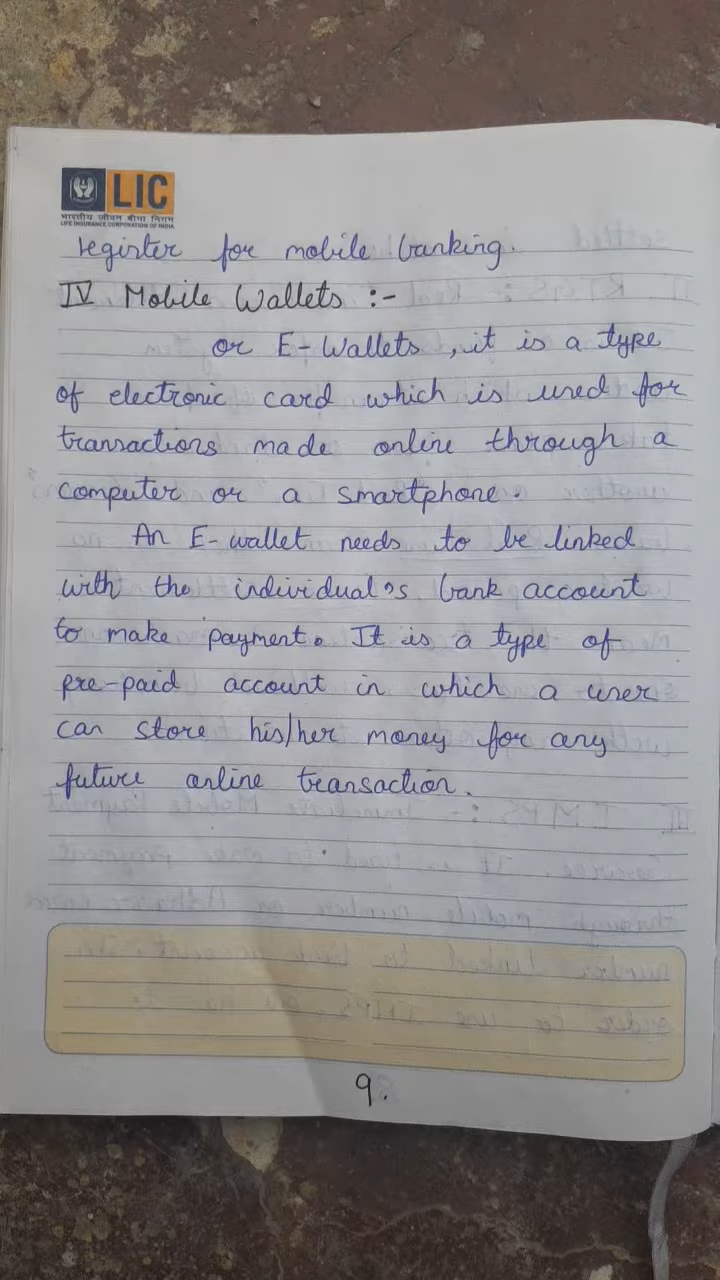 LIC
भारतीय जीवन बीमा निगम
LIFE INSURANCE CORPORATION OF INDIA
register for mobile banking.
IV Mobile Wallets :-
or E-Wallets, it is a type
of electronic card which is used for
transactions made online through a
computer or a smartphone.
An E-wallet needs to be linked
with the individual's bank account
to make payment. It is a type of
pre-paid account in which a user
can store his/her money for any
future online transaction.
9.